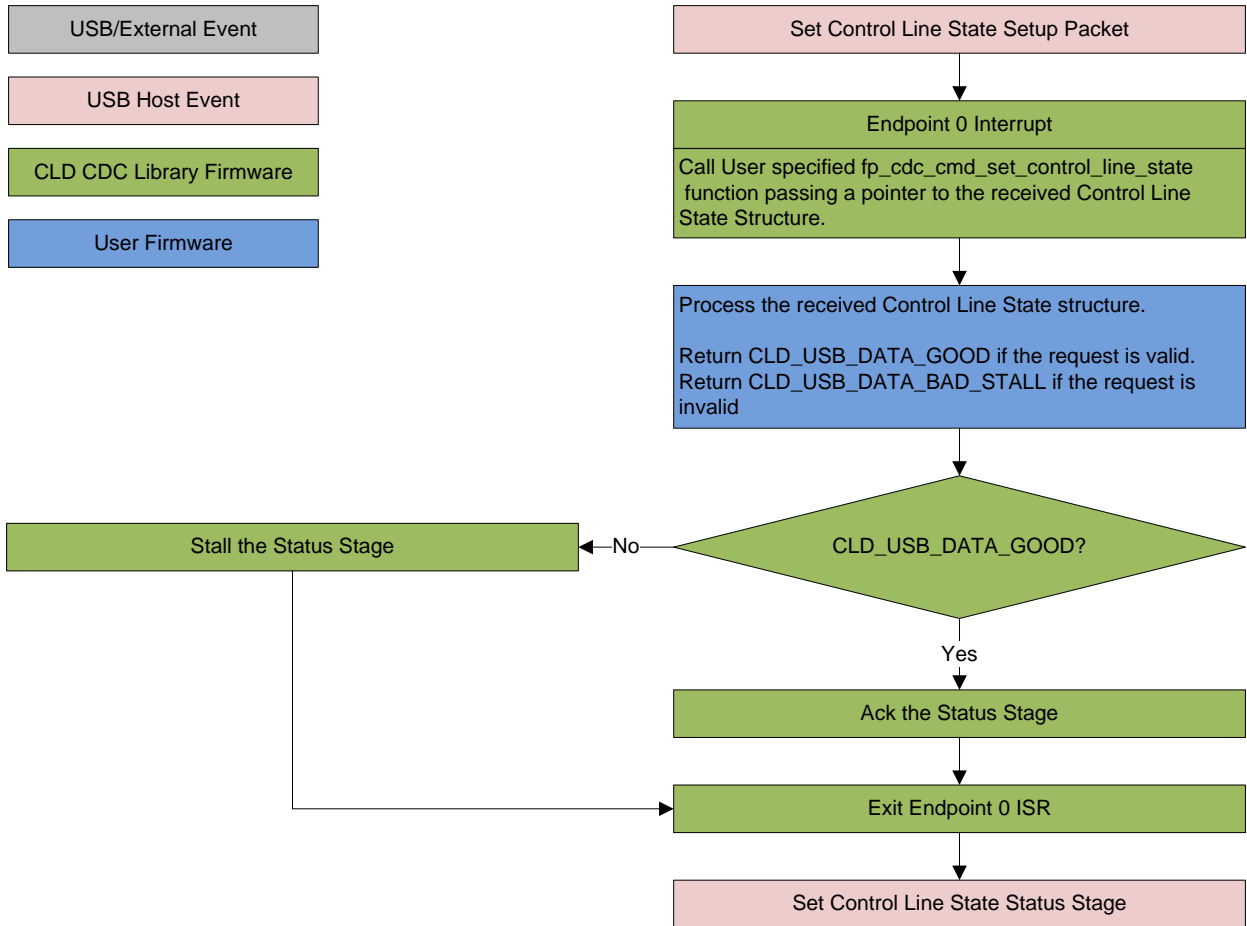 USB/External Event
USB Host Event
CLD CDC Library Firmware
User Firmware
Set Control Line State Setup Packet
Endpoint 0 Interrupt
Call User specified fp_cdc_cmd_set_control_line_state
function passing a pointer to the received Control Line
State Structure.
Process the received Control Line State structure.
Return CLD_USB_DATA_GOOD if the request is valid.
Return CLD_USB_DATA_BAD_STALL if the request is
invalid
CLD_USB_DATA_GOOD?
No
Stall the Status Stage
Yes
Ack the Status Stage
Exit Endpoint 0 ISR
Set Control Line State Status Stage